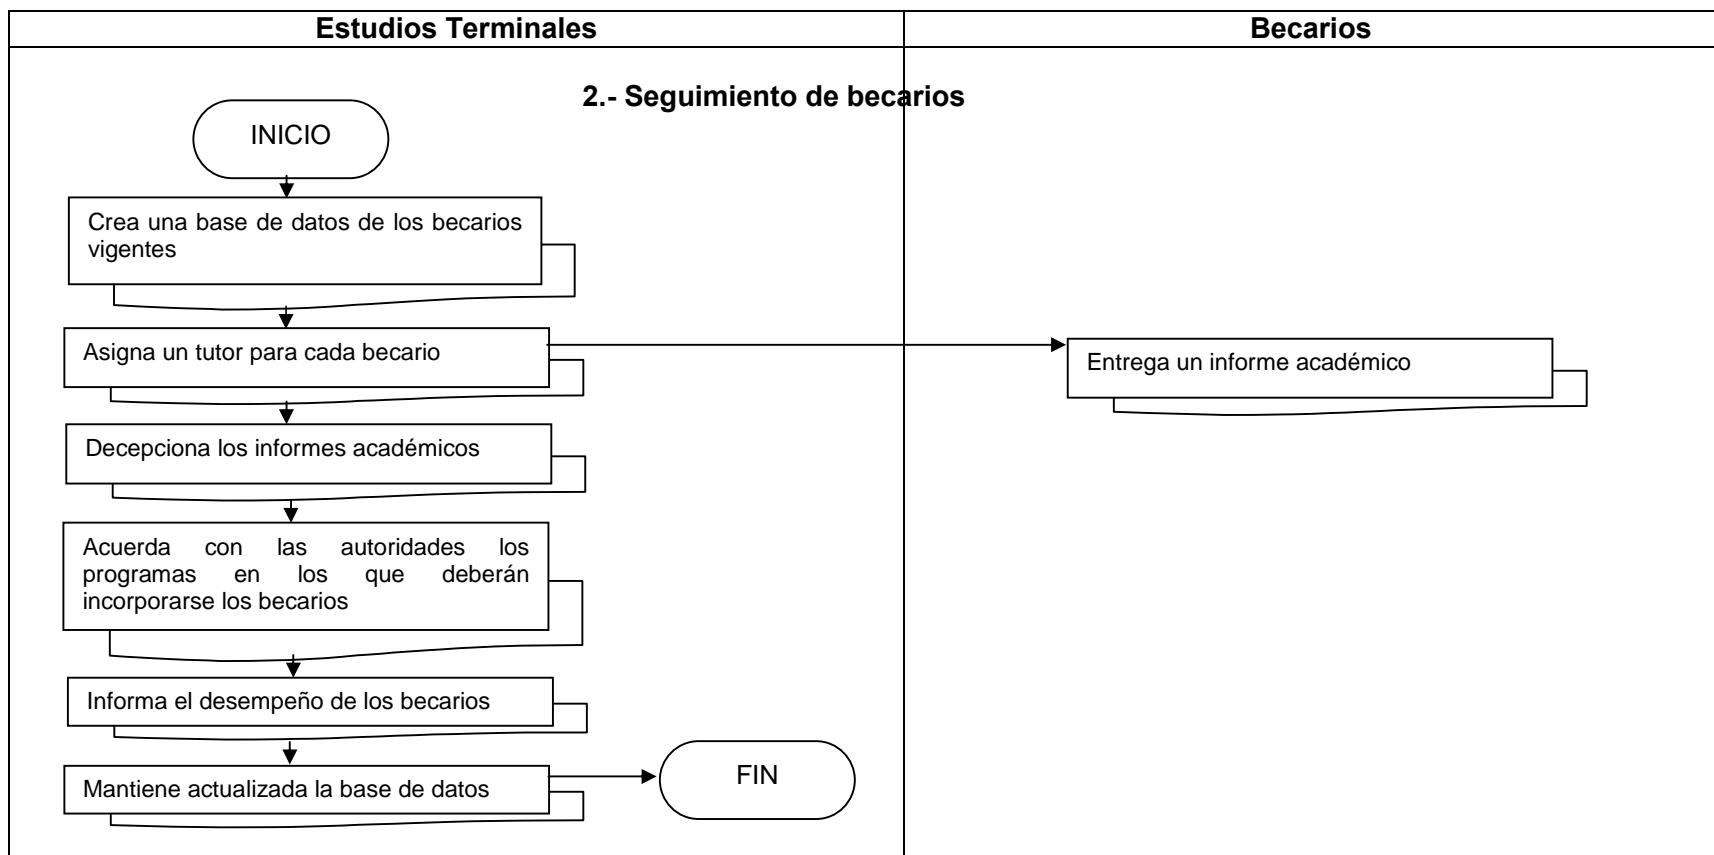 Estudios Terminales
Becarios
2.- Seguimiento de becarios
INICIO
Crea una base de datos de los becarios
vigentes
Asigna un tutor para cada becario
Entrega un informe académico
Decepciona los informes académicos
Acuerda con las autoridades los
programas en los que deberán
incorporarse los becarios
Informa el desempeño de los becarios
Mantiene actualizada la base de datos
FIN